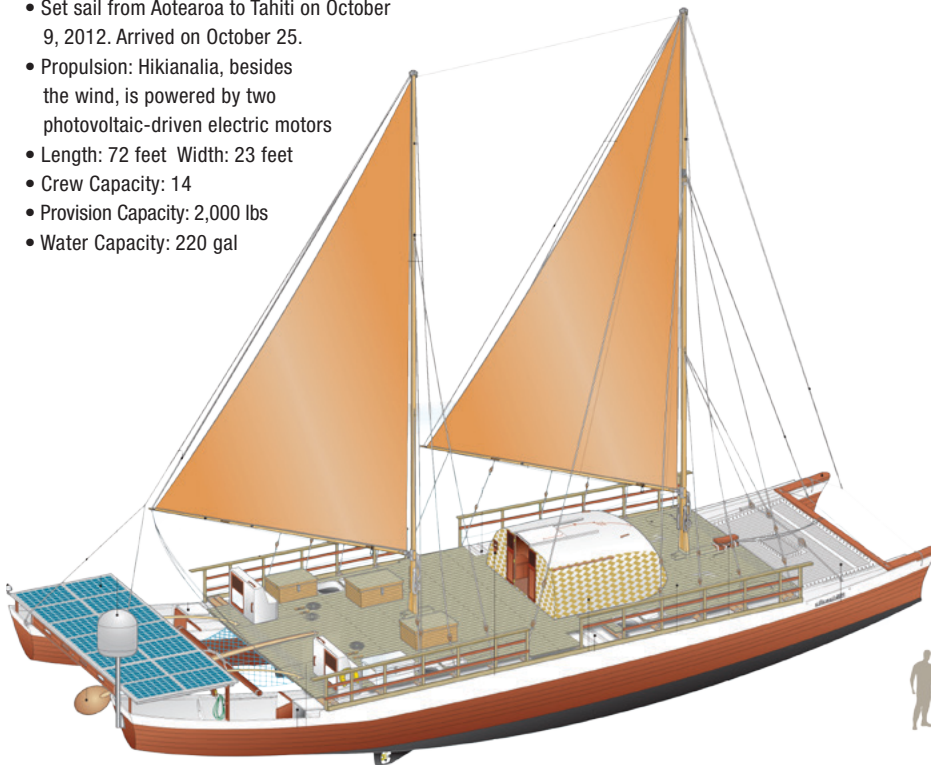 • Set sail from Aotearoa to Tahiti on October
9, 2012. Arrived on October 25.
• Propulsion: Hikianalia, besides
the wind, is powered by two
photovoltaic-driven electric motors
• Length: 72 feet Width: 23 feet
• Crew Capacity: 14
• Provision Capacity: 2,000 lbs
• Water Capacity: 220 gal